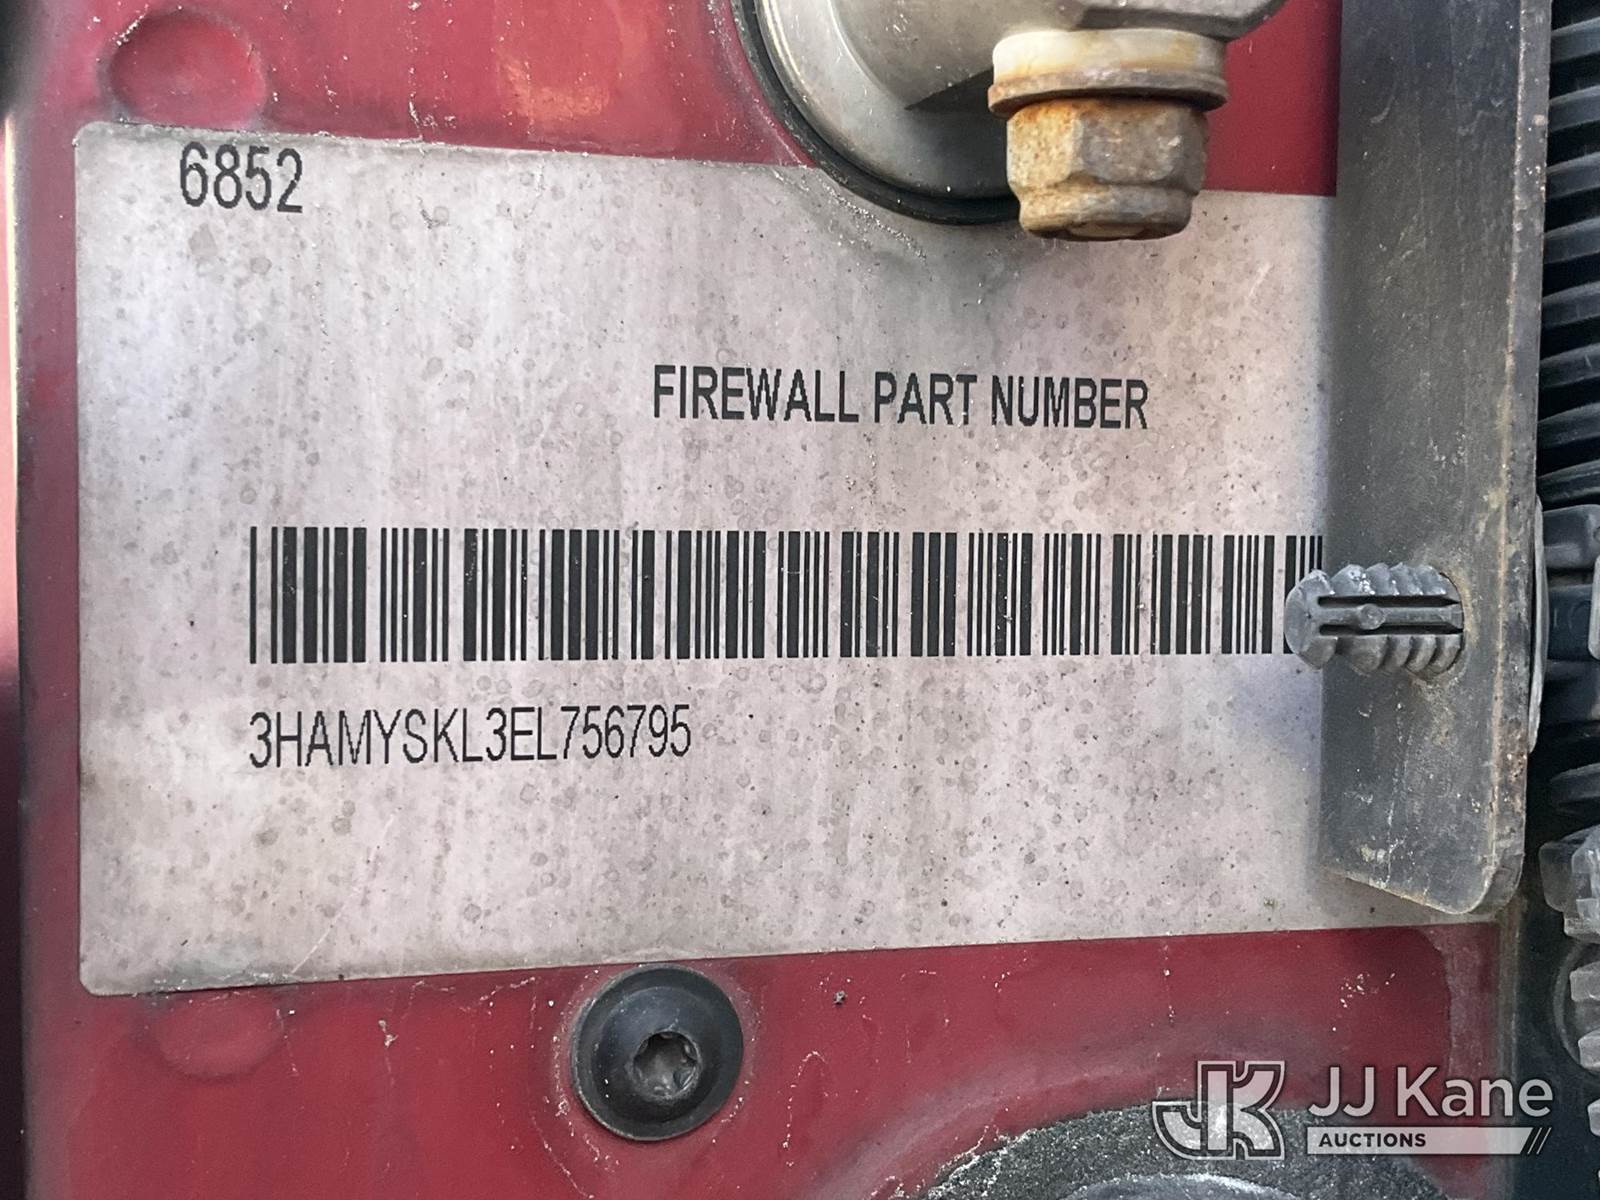 6852
FIREWALL PART NUMBER
3HAMYSKL3EL756795
JJ Kane
AUCTIONS